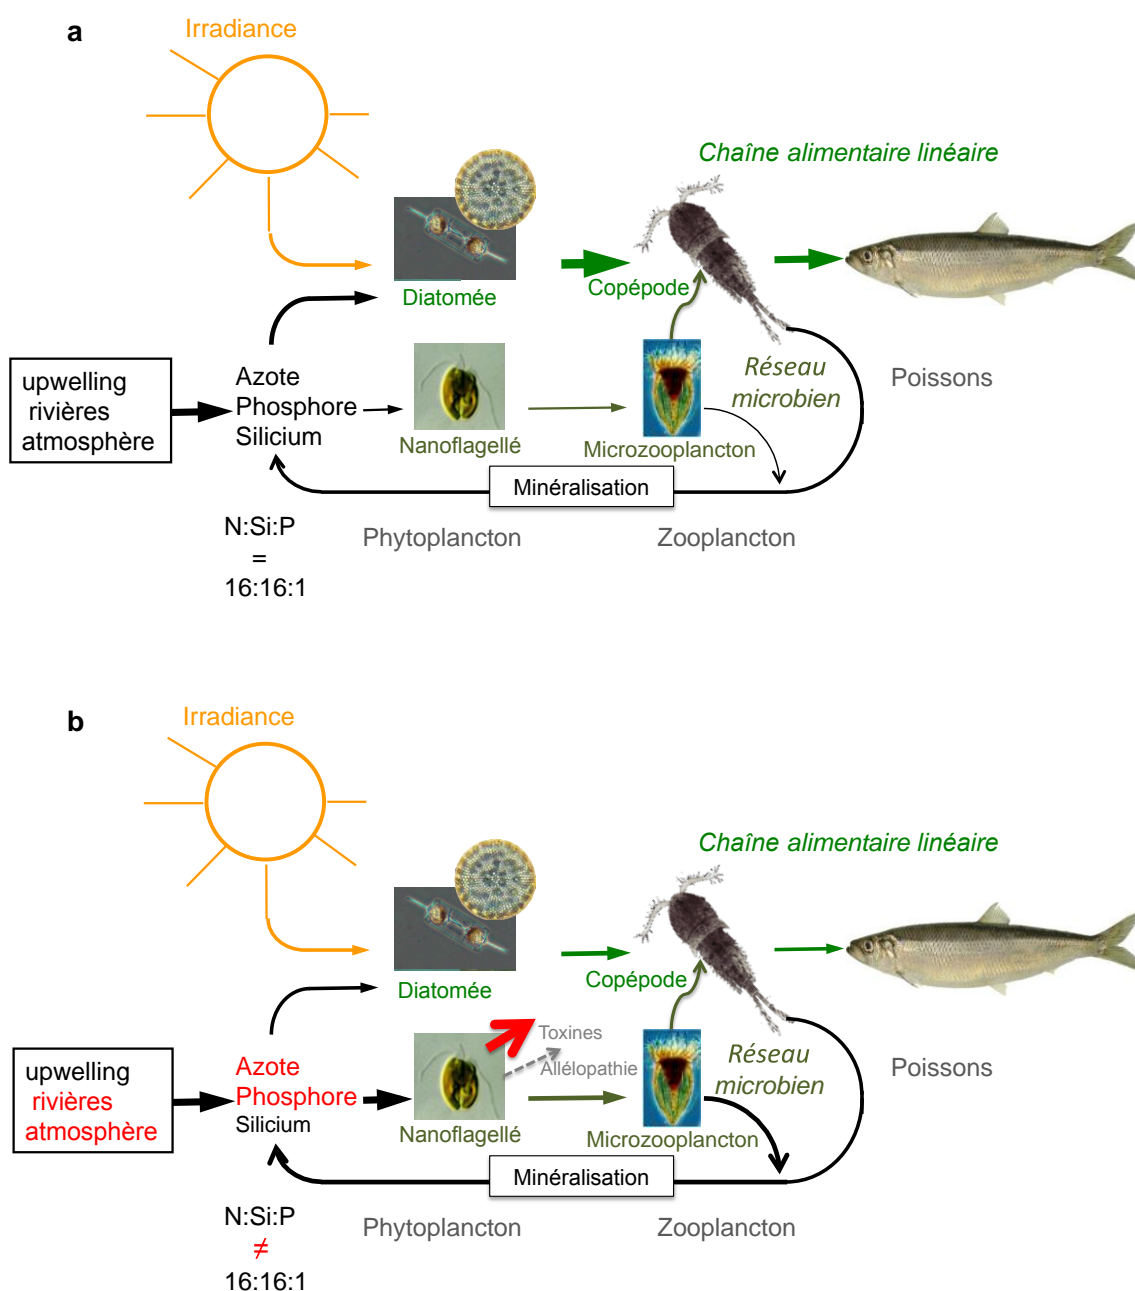 a
Irradiance
Chaîne alimentaire linéaire
Diatomée
Copépode
upwelling
rivières
atmosphère
Azote
Phosphore
Silicium
Nanoflagellé
Microzooplancton
Réseau
microbien
Poissons
Minéralisation
N:Si:P
=
16:16:1
Phytoplancton
Zooplancton
b
Irradiance
Chaîne alimentaire linéaire
Diatomée
Copépode
upwelling
rivières
atmosphère
Azote
Phosphore
Silicium
Toxines
Allélopathie
Nanoflagellé
Microzooplancton
Réseau
microbien
Poissons
Minéralisation
N:Si:P
≠
16:16:1
Phytoplancton
Zooplancton